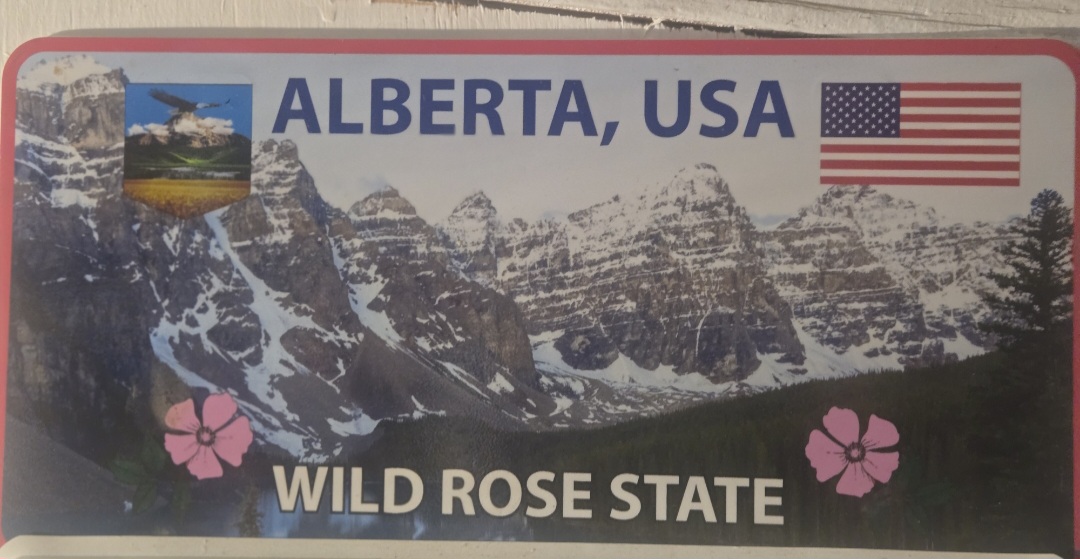 ALBERTA, USA
WILD ROSE STATE